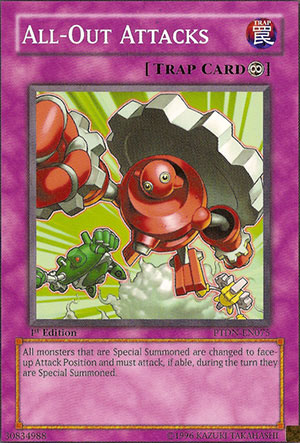 ALL-OUT ATTACKS
TRAP
罠
[TRAP CARD]
1st Edition
PTDN-EN075
All monsters that are Special Summoned are changed to face-
up Attack Position and must attack, if able, during the turn they
are Special Summoned.
30834988
©1996 KAZUKI TAKAHASHI